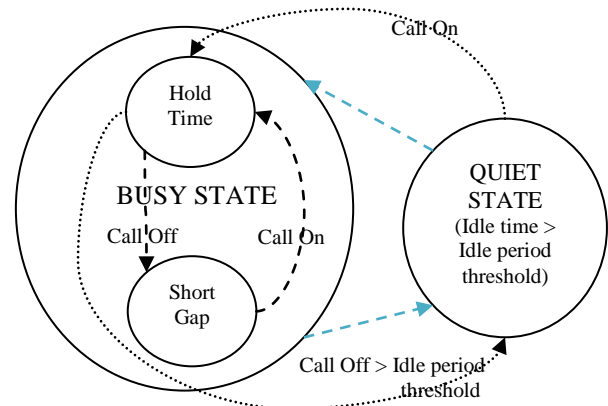 Call On
Hold
Time
BUSY STATE
Call Off
Call On
Short
Gap
QUIET
STATE
(Idle time >
Idle period
threshold)
Call Off > Idle period
threshold